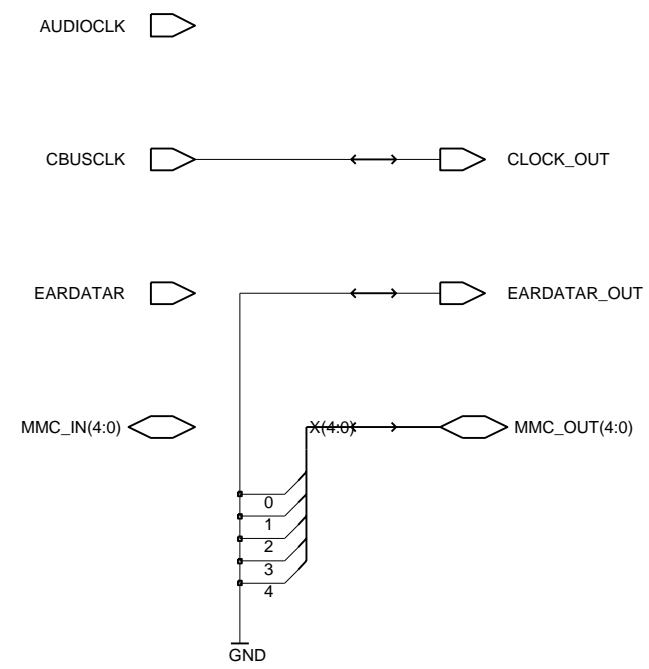 AUDIOCLK
CBUSCLK CLOCK_OUT
EARDATAR EARDATAR_OUT
MMC_IN(4:0) X(4:0) MMC_OUT(4:0)
0
1
2
3
4
GND